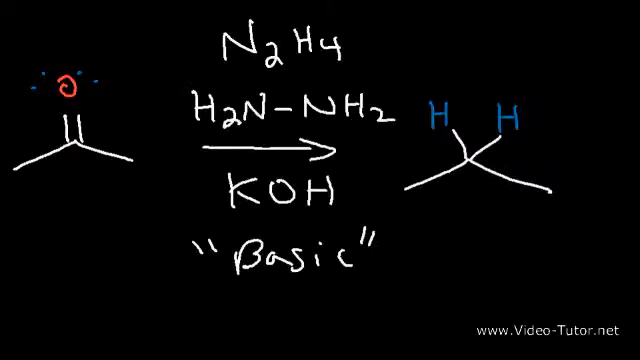 N2H4
O
H2N-NH2
H H
KOH
"Basic"
www.Video-Tutor.net